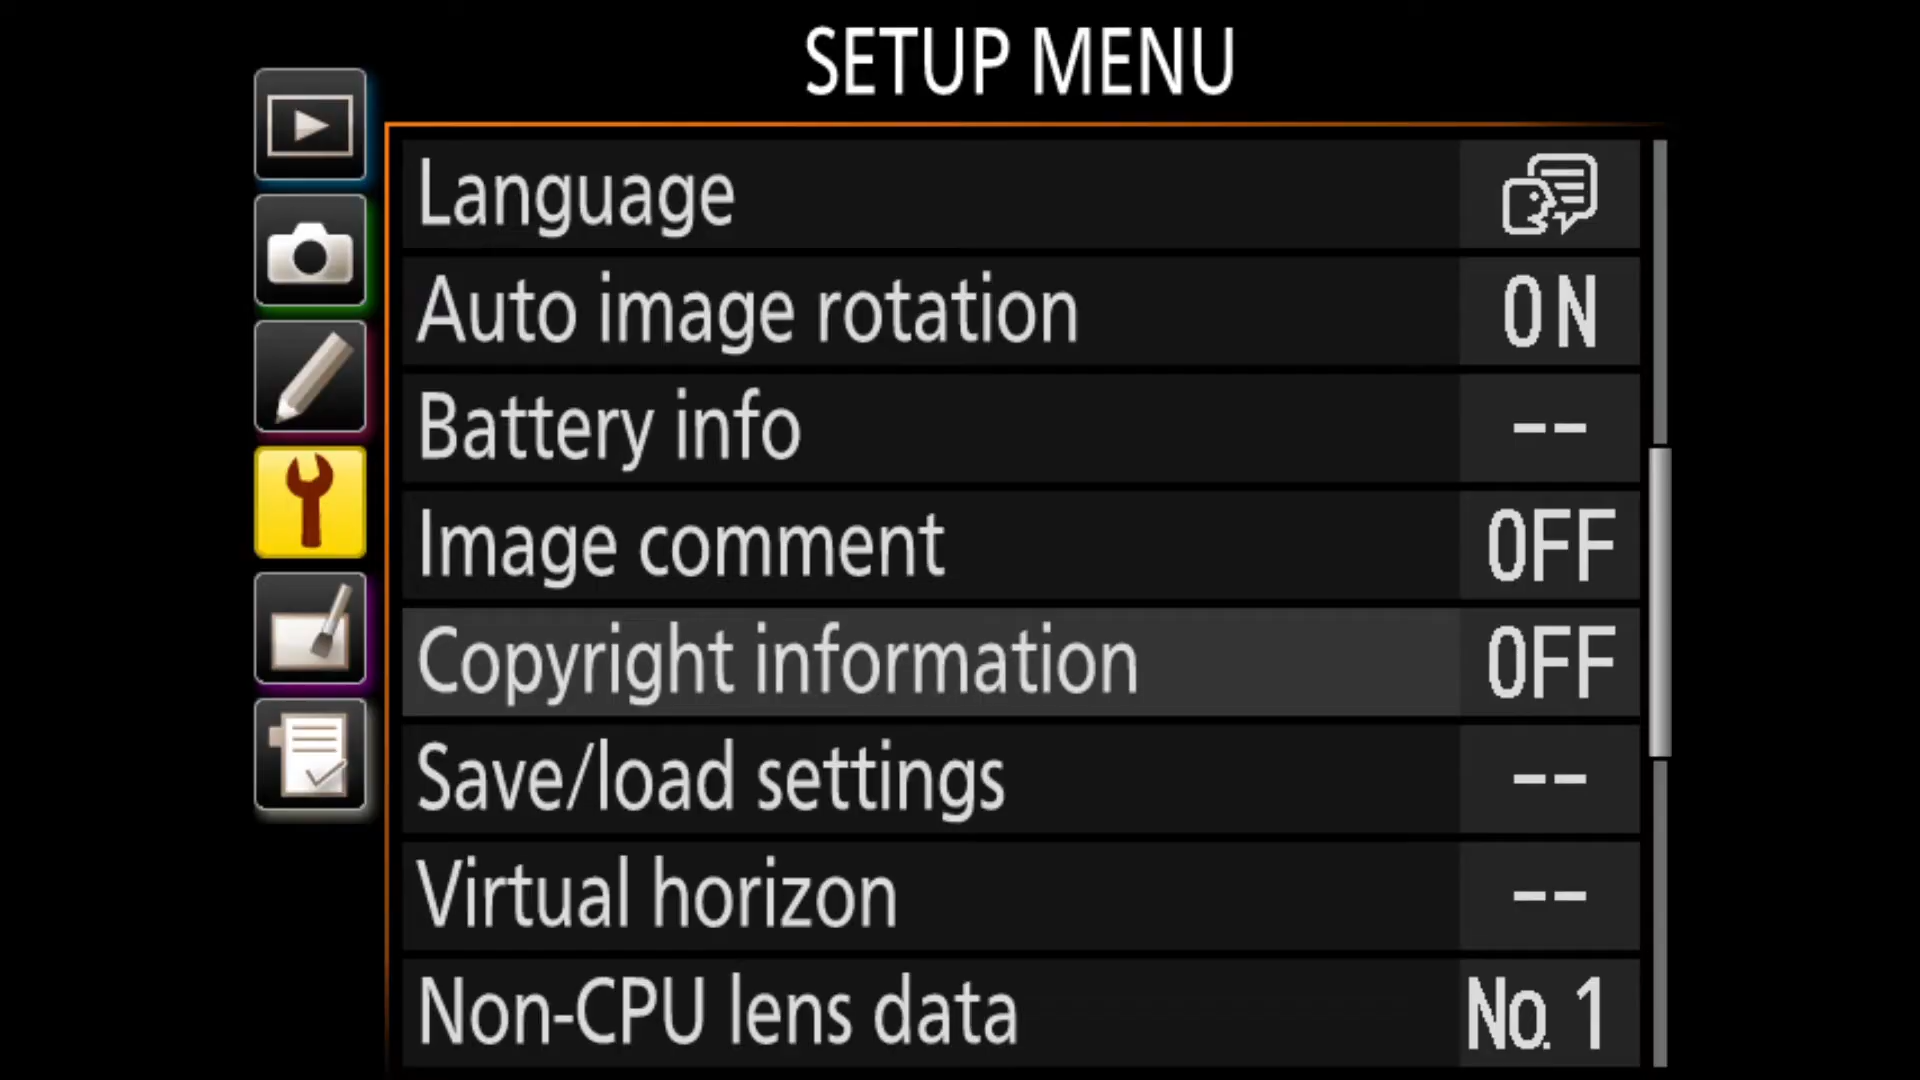 SETUP MENU
Language
Auto image rotation ON
Battery info --
Image comment OFF
Copyright information OFF
Save/load settings --
Virtual horizon --
Non-CPU lens data No. 1